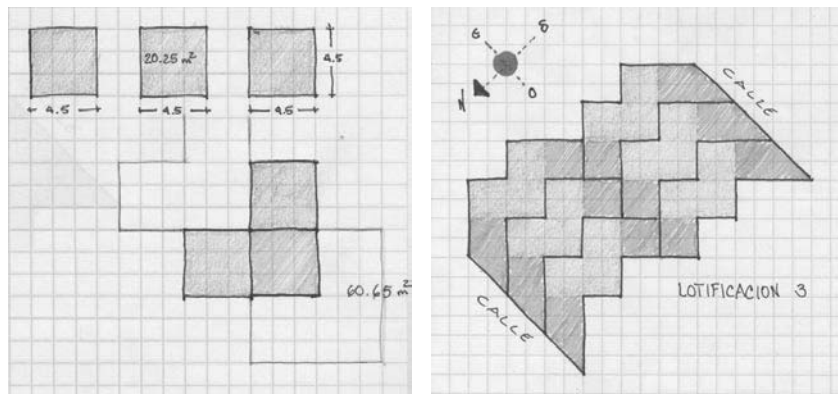 20.25 m²
4.5
4.5
4.5
4.5
60.65 m²
E
S
N
O
CALLE
LOTIFICACION 3
CALLE